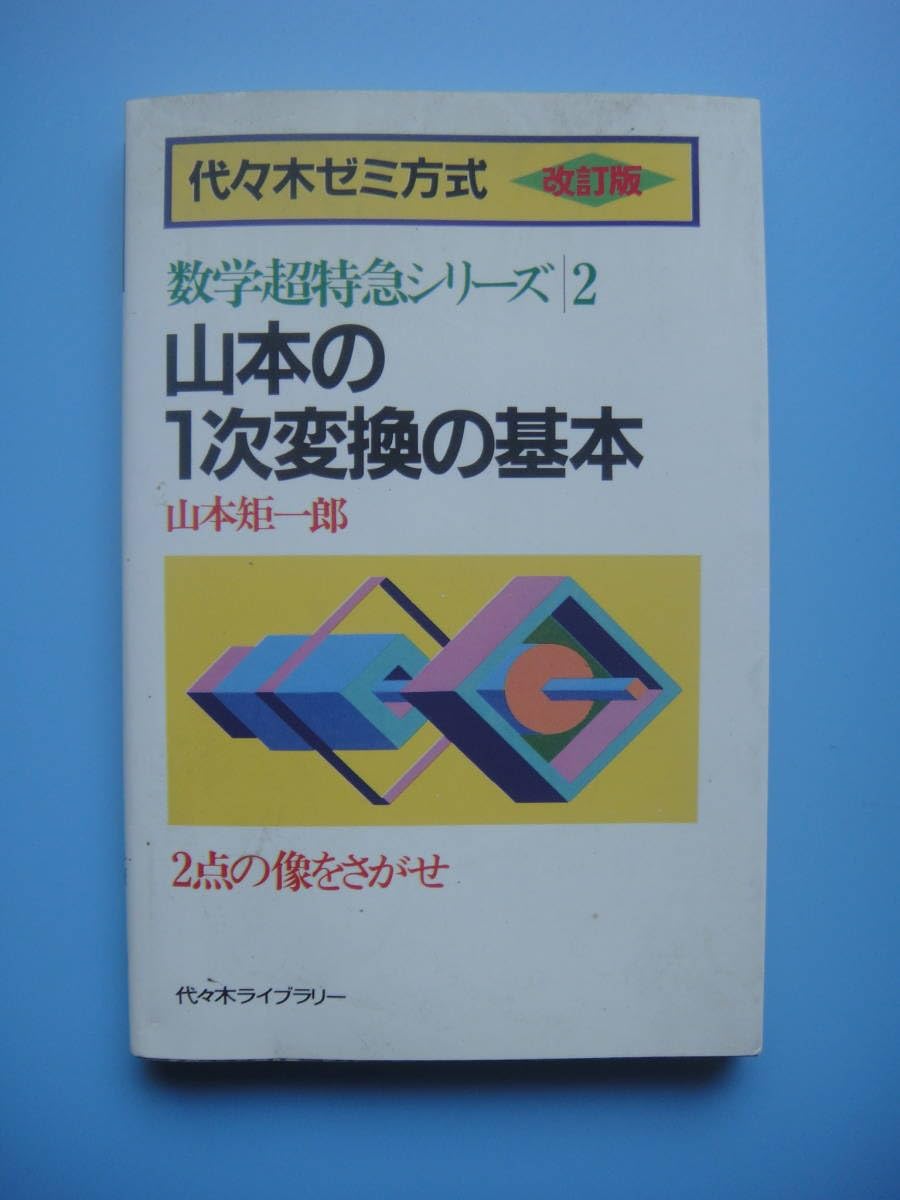 代々木ゼミ方式 改訂版
数学超特急シリーズ|2
山本の
1次変換の基本
山本矩一郎
2点の像をさがせ
代々木ライブラリー